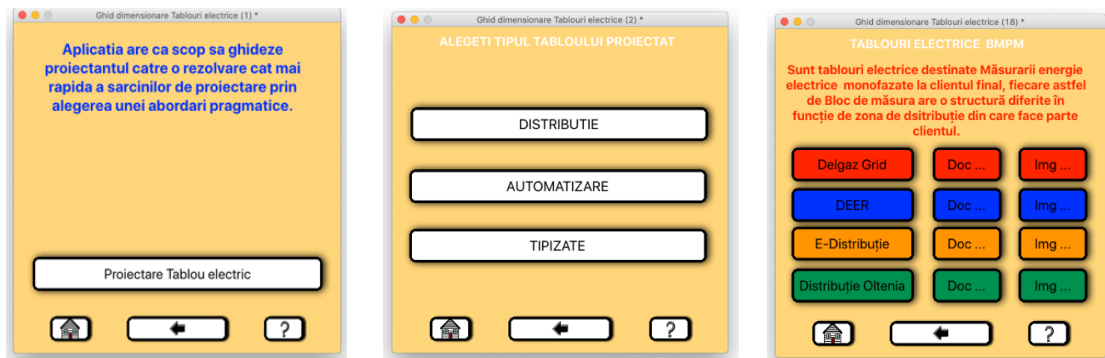 Ghid dimensionare Tablouri electrice (1) *
Aplicatia are ca scop sa ghideze
proiectantul catre o rezolvare cat mai
rapida a sarcinilor de proiectare prin
alegerea unei abordari pragmatice.
Proiectare Tablou electric
?
Ghid dimensionare Tablouri electrice (2) *
ALEGETI TIPUL TABLOULUI PROIECTAT
DISTRIBUTIE
AUTOMATIZARE
TIPIZATE
?
Ghid dimensionare Tablouri electrice (18) *
TABLOURI ELECTRICE BMPM
Sunt tablouri electrice destinate Măsurarii energie
electrice monofazate la clientul final, fiecare astfel
de Bloc de măsura are o structură diferite în
funcție de zona de dsitribuție din care face parte
clientul.
Delgaz Grid Doc ... Img ...
DEER Doc ... Img ...
E-Distribuție Doc ... Img ...
Distribuție Oltenia Doc ... Img ...
?